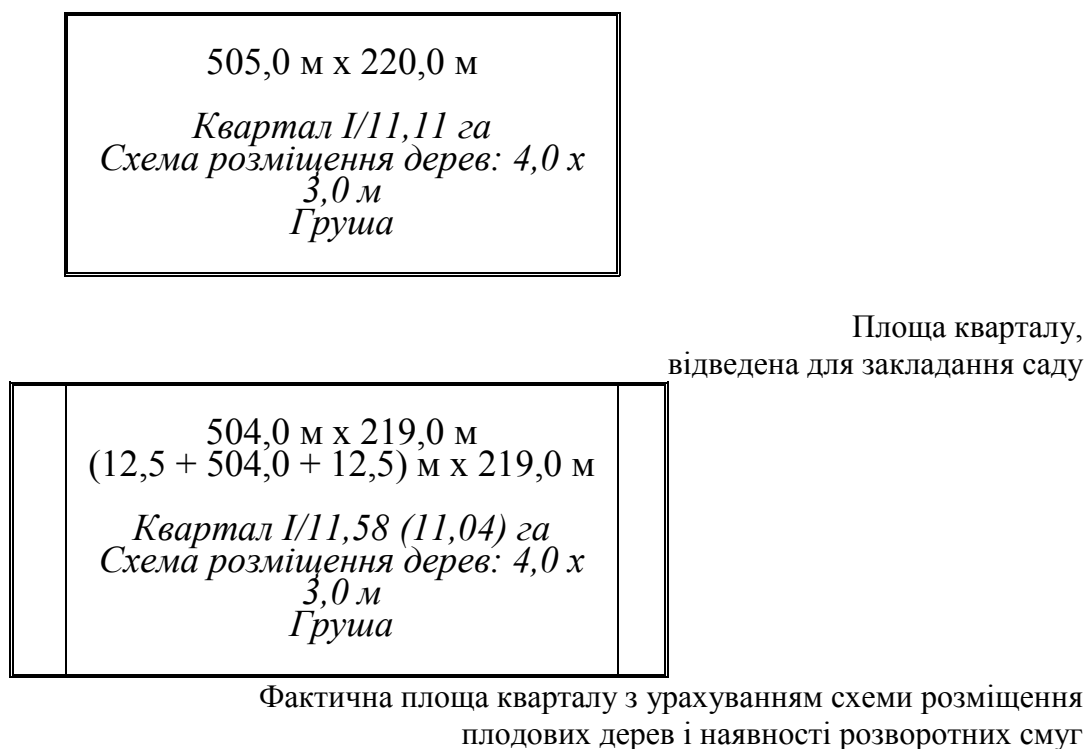 505,0 м х 220,0 м
Квартал І/11,11 га
Схема розміщення дерев: 4,0 х
3,0 м
Груша
Площа кварталу,
відведена для закладання саду
504,0 м х 219,0 м
(12,5 + 504,0 + 12,5) м х 219,0 м
Квартал І/11,58 (11,04) га
Схема розміщення дерев: 4,0 х
3,0 м
Груша
Фактична площа кварталу з урахуванням схеми розміщення
плодових дерев і наявності розворотних смуг